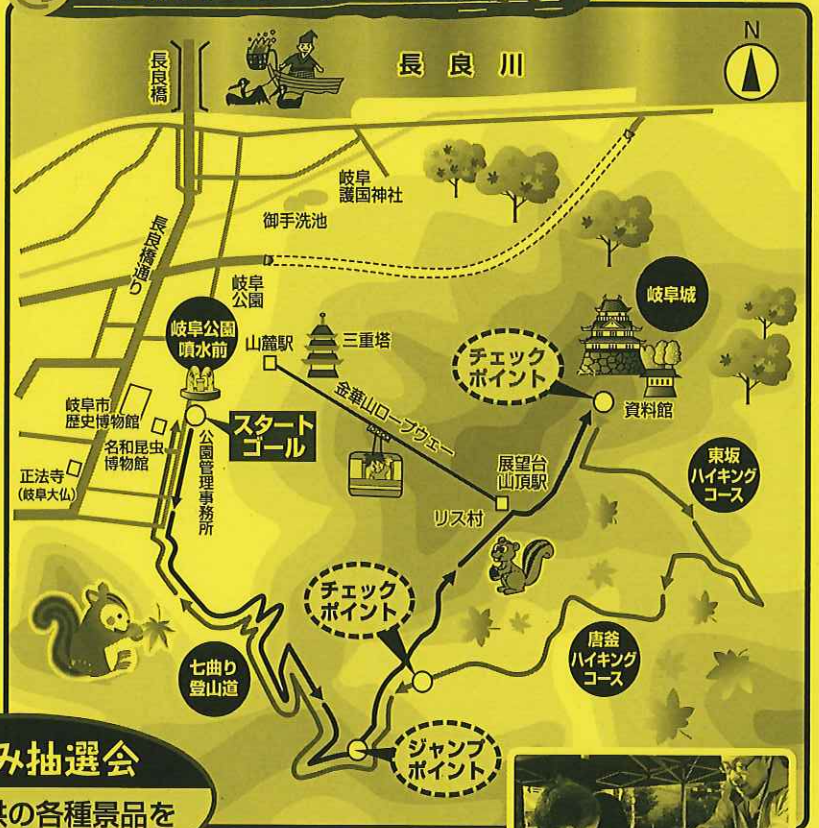 N
長良橋
長良川
岐阜
護国神社
御手洗池
長良橋通り
岐阜
公園
岐阜公園
噴水前
山麓駅
三重塔
岐阜城
チェック
ポイント
資料館
金華山ロープウェー
スタート
ゴール
岐阜市
歴史博物館
名和昆虫
博物館
正法寺
(岐阜大仏)
公園管理事務所
展望台
山頂駅
リス村
東坂
ハイキング
コース
チェック
ポイント
唐釜
ハイキング
コース
七曲り
登山道
ジャンプ
ポイント
み抽選会
供の各種景品を